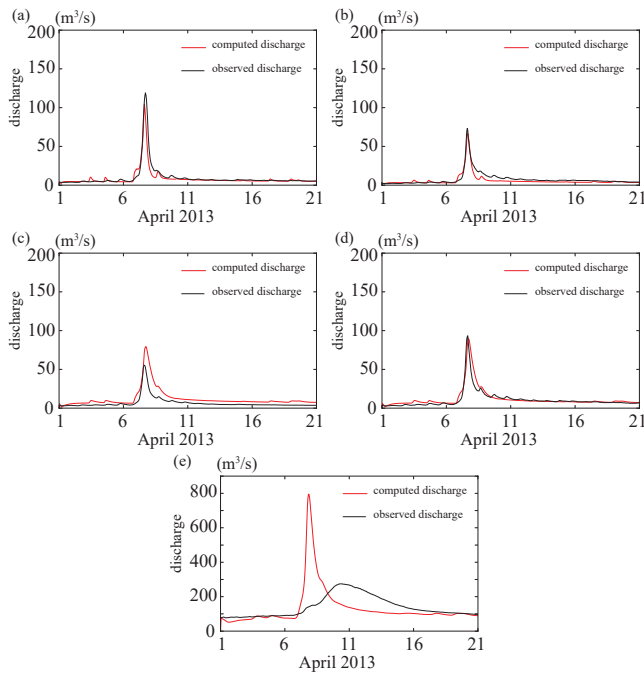 (a) (m³/s)
200
150
100
50
0
discharge
computed discharge
observed discharge
1 6 11 16 21
April 2013
(b) (m³/s)
200
150
100
50
0
discharge
computed discharge
observed discharge
1 6 11 16 21
April 2013
(c) (m³/s)
200
150
100
50
0
discharge
computed discharge
observed discharge
1 6 11 16 21
April 2013
(d) (m³/s)
200
150
100
50
0
discharge
computed discharge
observed discharge
1 6 11 16 21
April 2013
(e) (m³/s)
800
600
400
200
0
discharge
computed discharge
observed discharge
1 6 11 16 21
April 2013